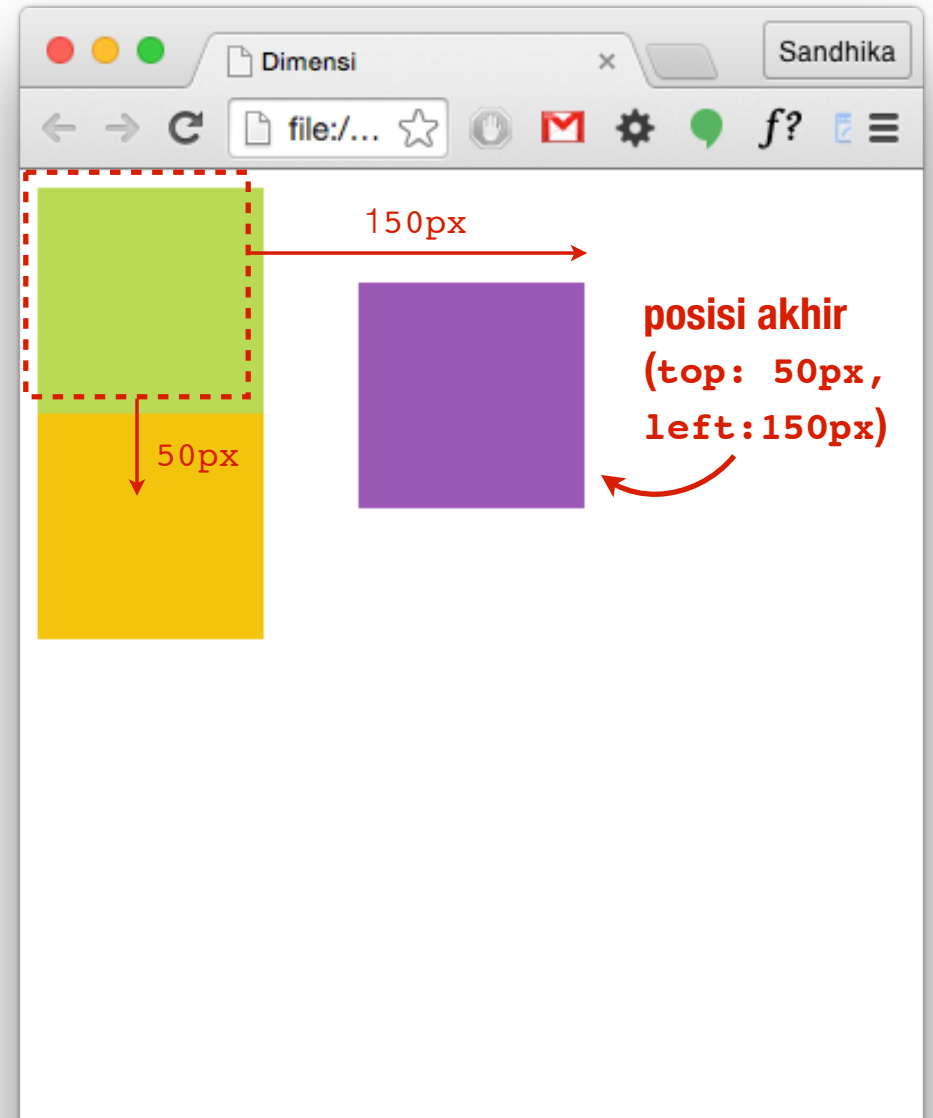 Dimensi
Sandhika
file:/...
f?
150px
posisi akhir
(top: 50px,
left:150px)
50px